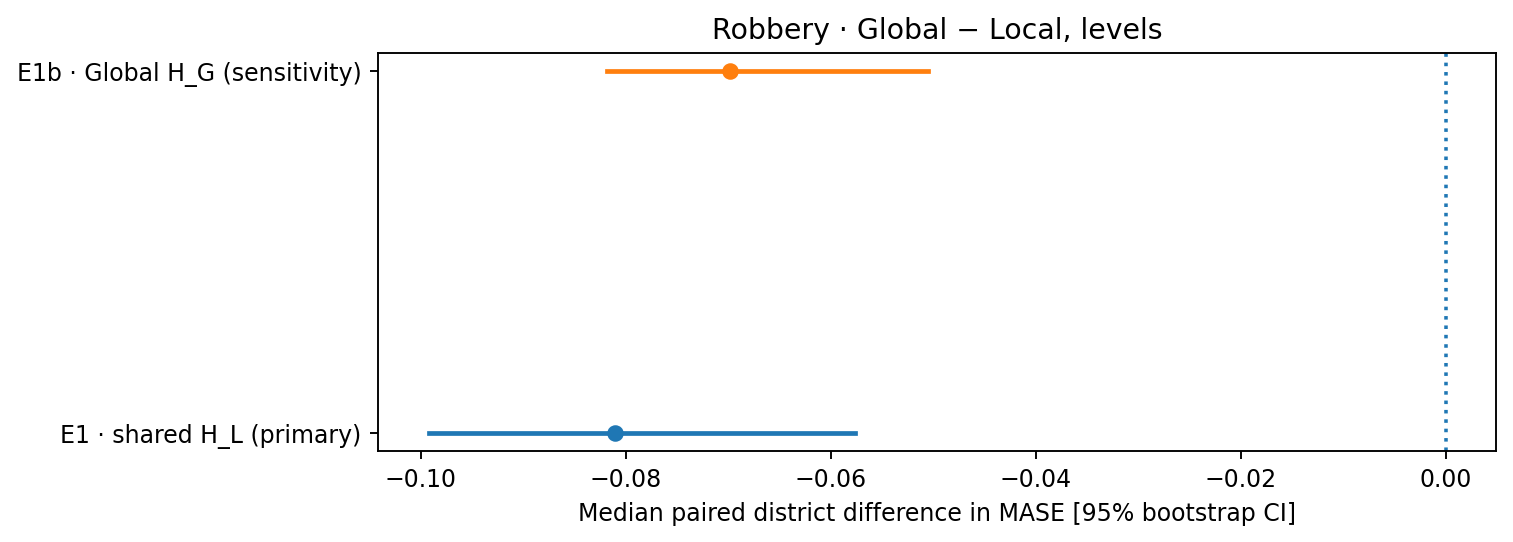 Robbery · Global − Local, levels
E1b · Global H_G (sensitivity)
E1 · shared H_L (primary)
−0.10 −0.08 −0.06 −0.04 −0.02 0.00
Median paired district difference in MASE [95% bootstrap CI]